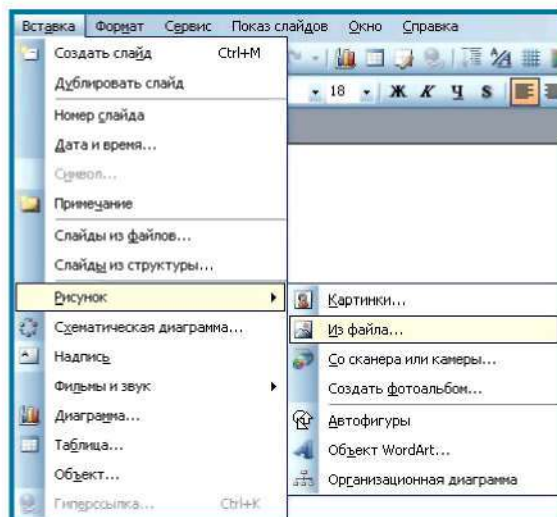 Вставка Формат Сервис Показ слайдов Окно Справка
Создать слайд Ctrl+M
Дублировать слайд
18 Ж К Ч S
Номер слайда
Дата и время...
Символ...
Примечание
Слайды из файлов...
Слайды из структуры...
Рисунок
Картинки...
Схематическая диаграмма...
Из файла...
Надпись
Со сканера или камеры...
Фильмы и звук
Создать фотоальбом...
Диаграмма...
Автофигуры
Таблица...
Объект WordArt...
Объект...
Организационная диаграмма
Гиперссылка... Ctrl+K